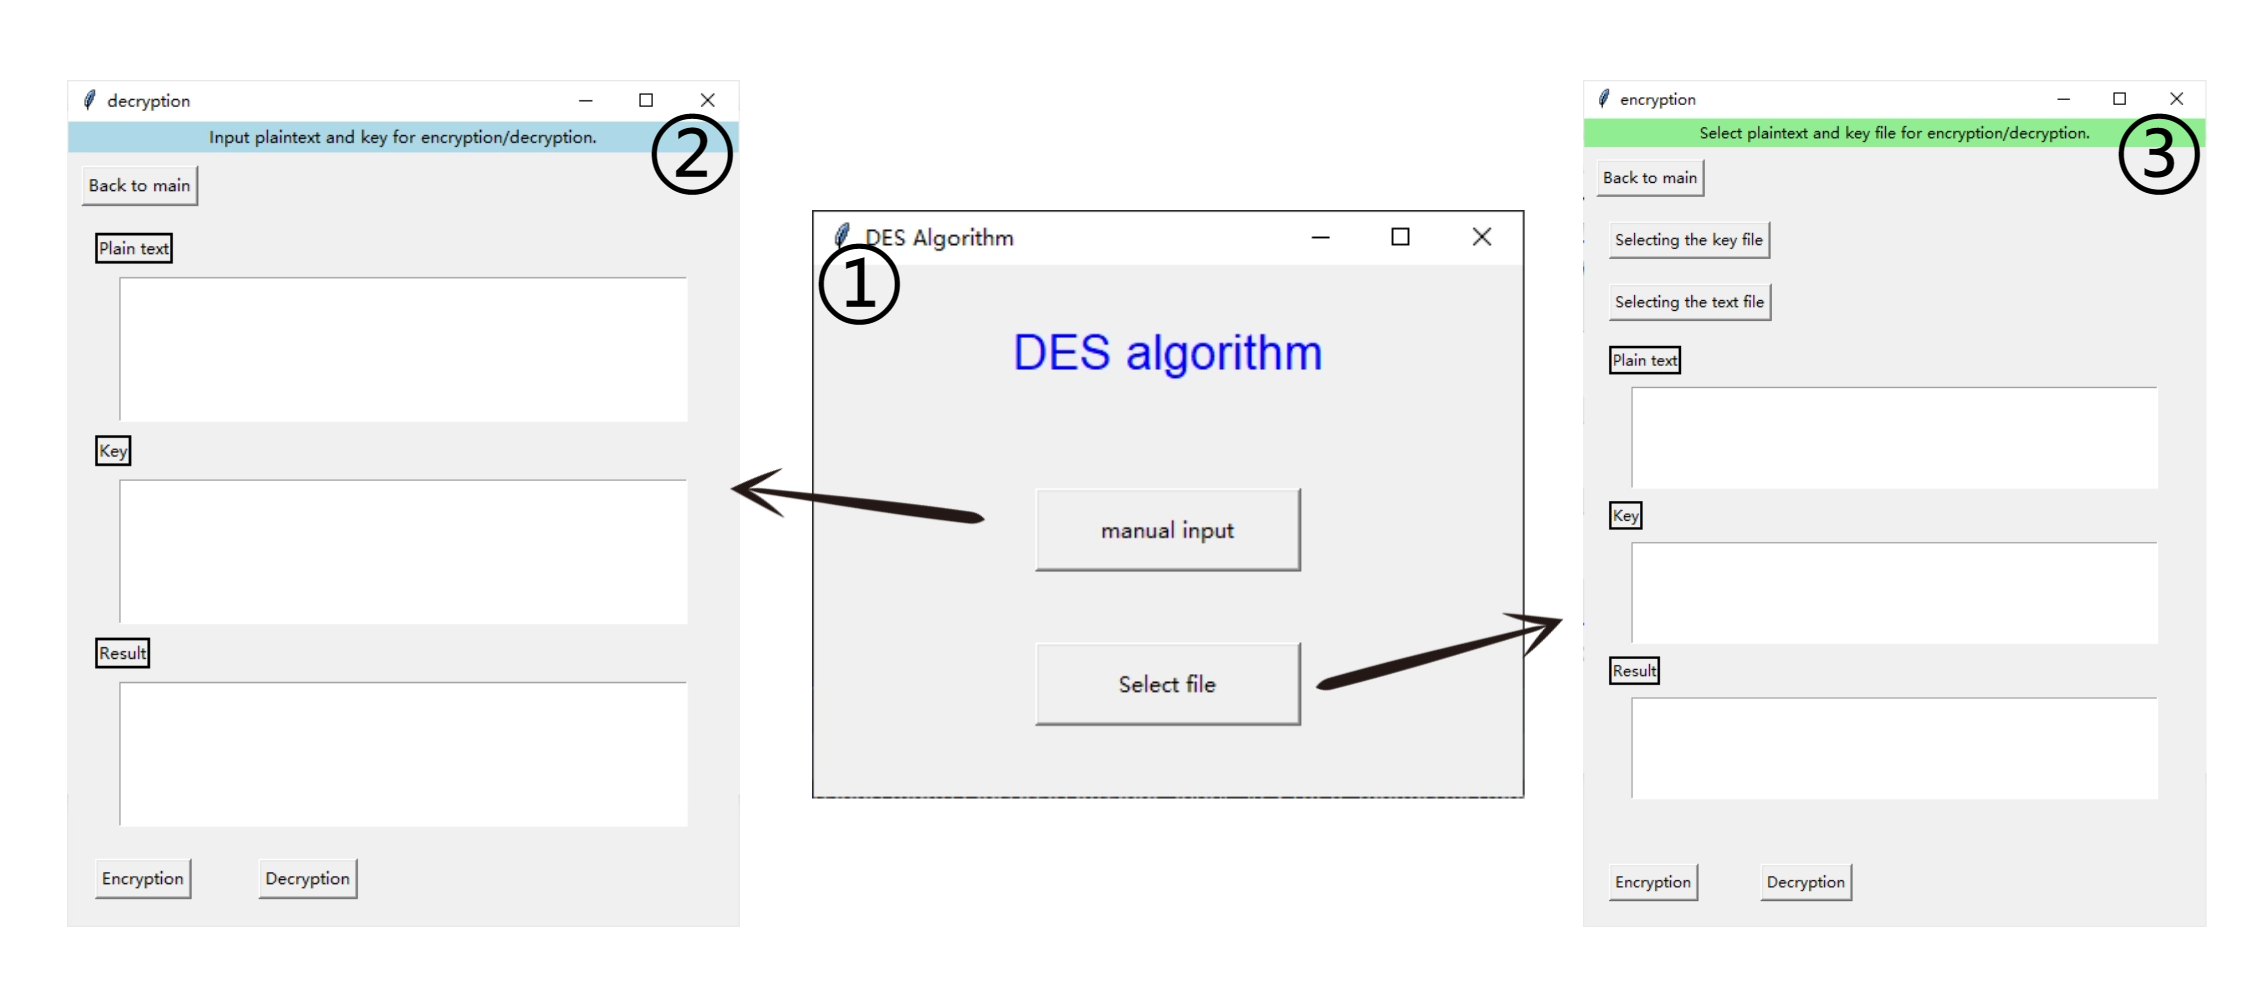 decryption
②
Input plaintext and key for encryption/decryption.
Back to main
Plain text
Key
Result
Encryption
Decryption
DES Algorithm
①
DES algorithm
manual input
Select file
encryption
③
Select plaintext and key file for encryption/decryption.
Back to main
Selecting the key file
Selecting the text file
Plain text
Key
Result
Encryption
Decryption